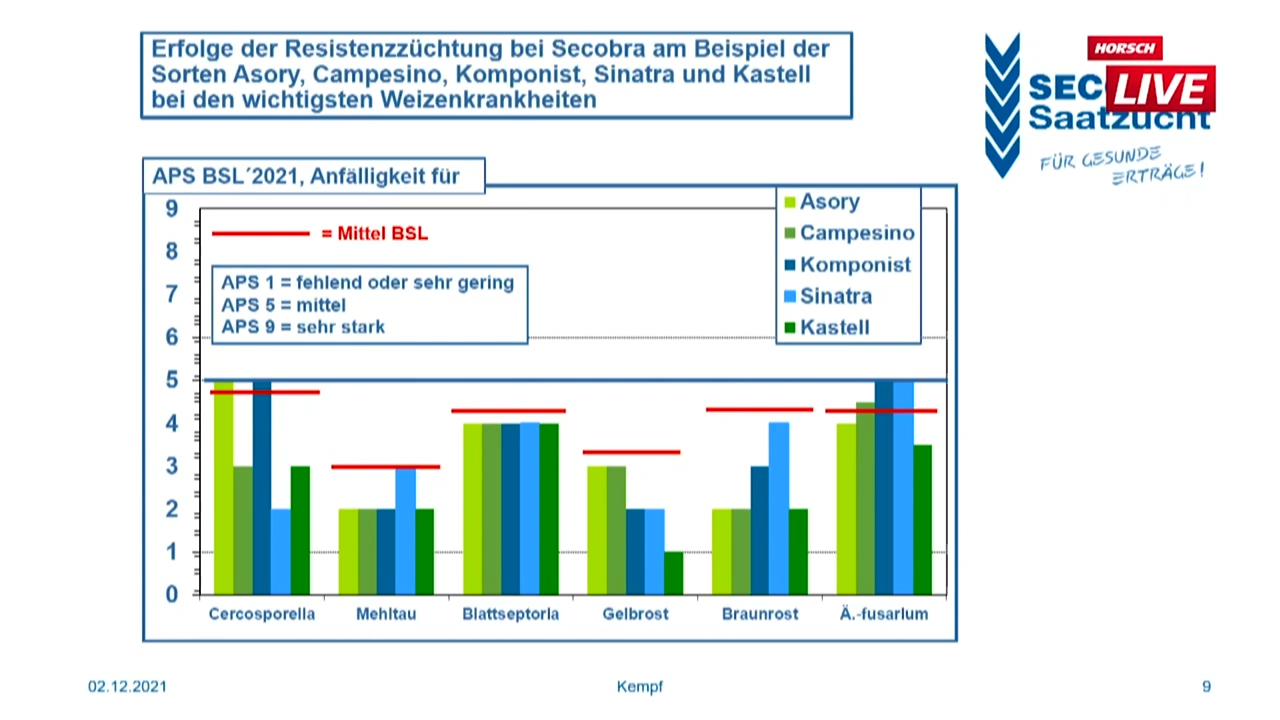 Erfolge der Resistenzzüchtung bei Secobra am Beispiel der
Sorten Asory, Campesino, Komponist, Sinatra und Kastell
bei den wichtigsten Weizenkrankheiten
HORSCH
LIVE
SEC
Saatzucht
FÜR GESUNDE
ERTRÄGE!
APS BSL´2021, Anfälligkeit für
= Mittel BSL
APS 1 = fehlend oder sehr gering
APS 5 = mittel
APS 9 = sehr stark
Asory
Campesino
Komponist
Sinatra
Kastell
9
8
7
6
5
4
3
2
1
0
Cercosporella Mehltau Blattseptoria Gelbrost Braunrost Ä.-fusarium
02.12.2021 Kempf 9